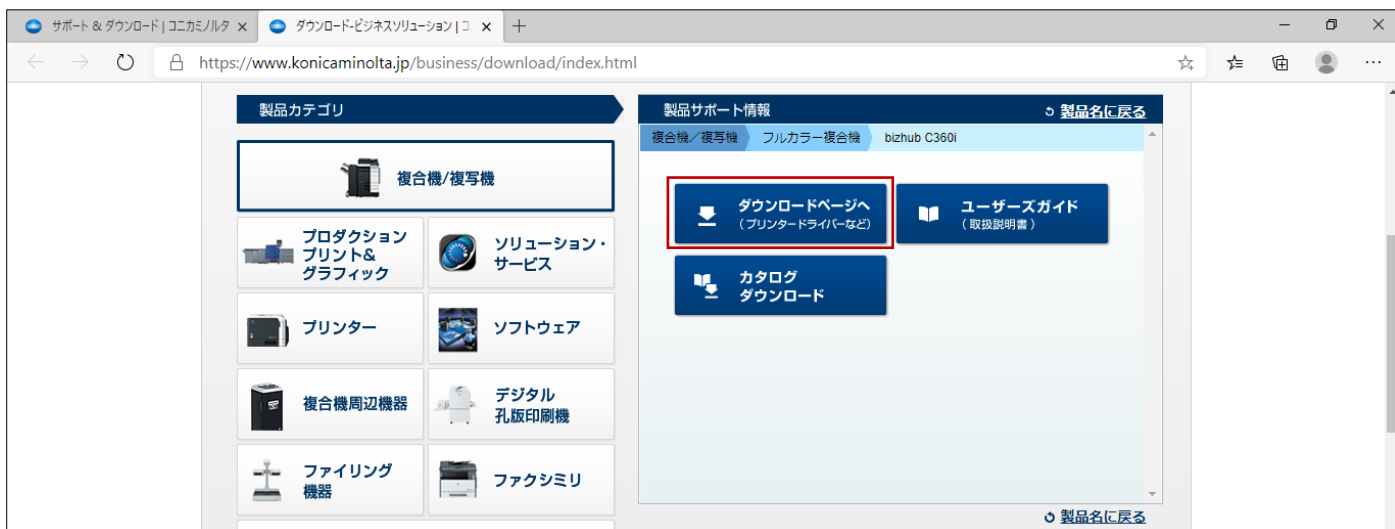 サポート & ダウンロード | コニカミノルタ
ダウンロード-ビジネスソリューション | コ
https://www.konicaminolta.jp/business/download/index.html
製品カテゴリ
複合機/複写機
プロダクション
プリント&
グラフィック
ソリューション・
サービス
プリンター
ソフトウェア
複合機周辺機器
デジタル
孔版印刷機
ファイリング
機器
ファクシミリ
製品サポート情報
製品名に戻る
複合機／複写機 フルカラー複合機 bizhub C360i
ダウンロードページへ
（プリンタードライバーなど）
ユーザーズガイド
（取扱説明書）
カタログ
ダウンロード
製品名に戻る